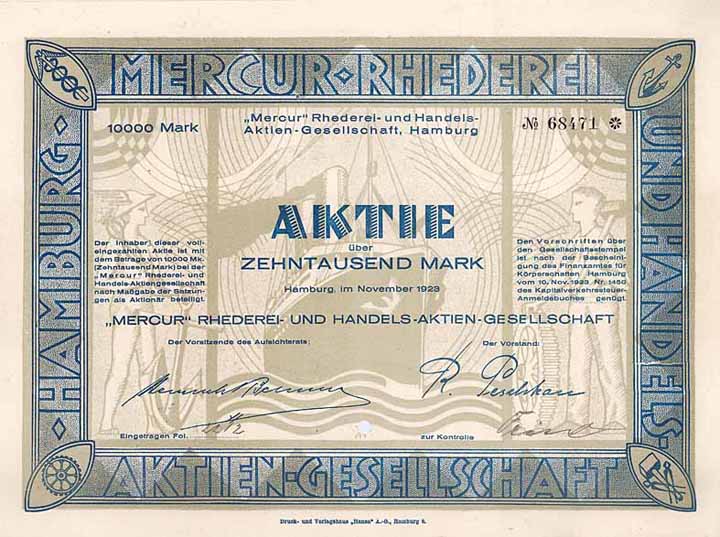 MERCUR-RHEDEREI
UND HANDELS-
AKTIEN-GESELLSCHAFT
HAMBURG
10000 Mark
„Mercur" Rhederei- und Handels-
Aktien-Gesellschaft, Hamburg
№ 68471 *
AKTIE
über
ZEHNTAUSEND MARK
Hamburg, im November 1923
Der Inhaber dieser voll-
eingezahlten Aktie ist mit
dem Betrage von 10000 Mk.
(Zehntausend Mark) bei der
„Mercur" Rhederei- und
Handels-Aktiengesellschaft
nach Maßgabe der Satzun-
gen als Aktionär beteiligt.
Den Vorschriften über
den Gesellschaftsstempel
ist nach der Bescheini-
gung des Finanzamtes für
Körperschaften, Hamburg
vom 10. Nov. 1923, Nr. 1450
des Kapitalverkehrssteuer-
Anmeldebuches genügt.
„MERCUR" RHEDEREI- UND HANDELS-AKTIEN-GESELLSCHAFT
Der Vorsitzende des Aufsichtsrats:
Der Vorstand:
Eingetragen Fol.
zur Kontrolle
Druck- und Verlagshaus „Hansa" A.-G., Hamburg 8.